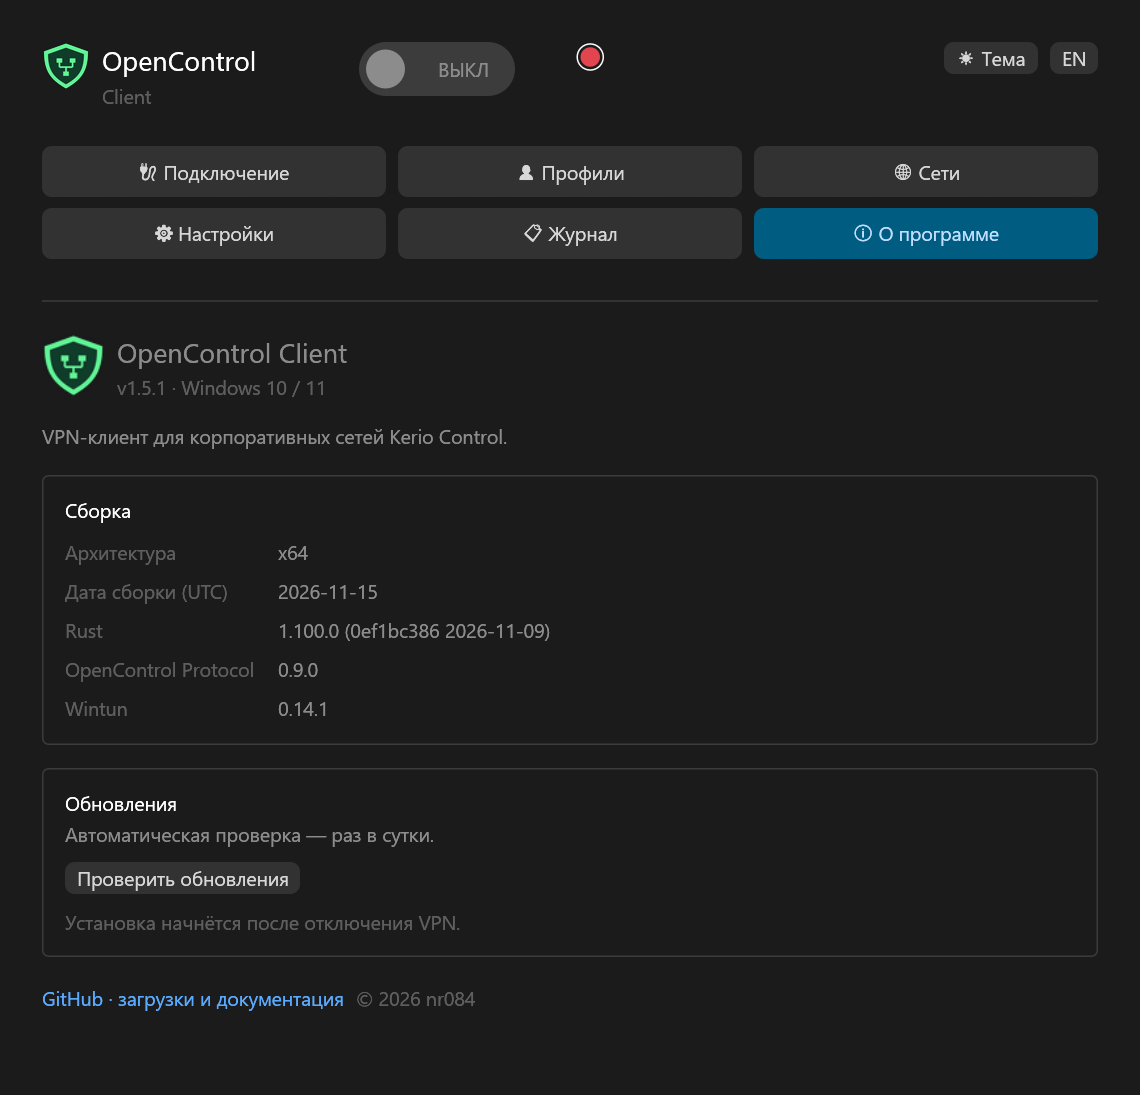 OpenControl
Client
ВЫКЛ
Тема
EN
Подключение
Профили
Сети
Настройки
Журнал
О программе
OpenControl Client
v1.5.1 · Windows 10 / 11
VPN-клиент для корпоративных сетей Kerio Control.
Сборка
Архитектура x64
Дата сборки (UTC) 2026-11-15
Rust 1.100.0 (0ef1bc386 2026-11-09)
OpenControl Protocol 0.9.0
Wintun 0.14.1
Обновления
Автоматическая проверка — раз в сутки.
Проверить обновления
Установка начнётся после отключения VPN.
GitHub · загрузки и документация © 2026 nr084